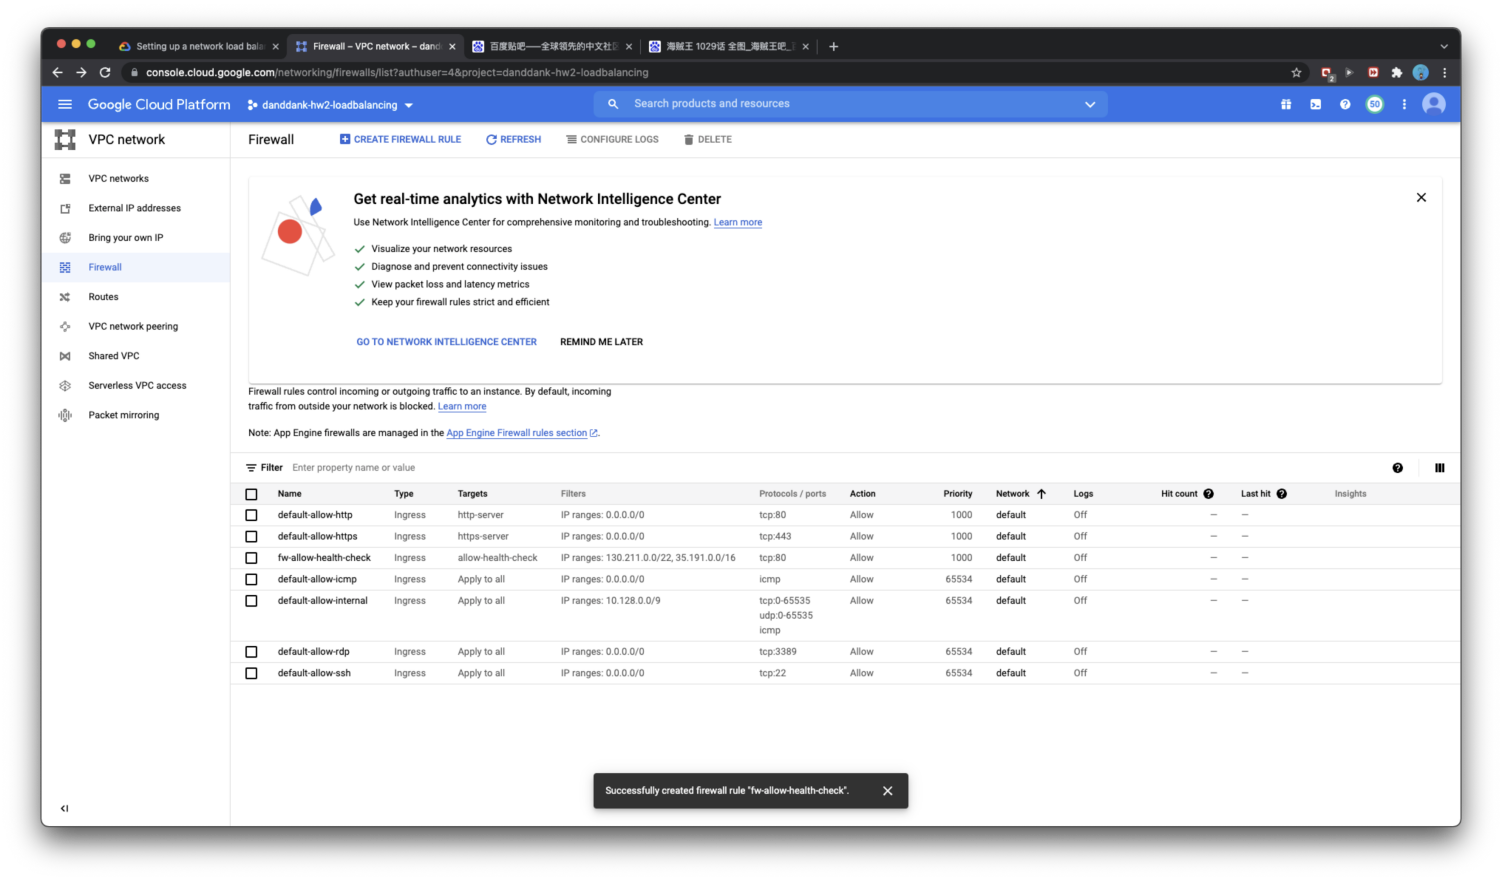 Setting up a network load bala
Firewall – VPC network – dand
百度贴吧——全球领先的中文社区
海贼王 1029话 全图_海贼王吧_
console.cloud.google.com/networking/firewalls/list?authuser=4&project=danddank-hw2-loadbalancing
2
Google Cloud Platform
danddank-hw2-loadbalancing
Search products and resources
50
VPC network
Firewall
CREATE FIREWALL RULE
REFRESH
CONFIGURE LOGS
DELETE
VPC networks
External IP addresses
Bring your own IP
Firewall
Routes
VPC network peering
Shared VPC
Serverless VPC access
Packet mirroring
Get real-time analytics with Network Intelligence Center
Use Network Intelligence Center for comprehensive monitoring and troubleshooting. Learn more
Visualize your network resources
Diagnose and prevent connectivity issues
View packet loss and latency metrics
Keep your firewall rules strict and efficient
GO TO NETWORK INTELLIGENCE CENTER
REMIND ME LATER
Firewall rules control incoming or outgoing traffic to an instance. By default, incoming
traffic from outside your network is blocked. Learn more
Note: App Engine firewalls are managed in the App Engine Firewall rules section.
Filter Enter property name or value
Name Type Targets Filters Protocols / ports Action Priority Network Logs Hit count Last hit Insights
default-allow-http Ingress http-server IP ranges: 0.0.0.0/0 tcp:80 Allow 1000 default Off — —
default-allow-https Ingress https-server IP ranges: 0.0.0.0/0 tcp:443 Allow 1000 default Off — —
fw-allow-health-check Ingress allow-health-check IP ranges: 130.211.0.0/22, 35.191.0.0/16 tcp:80 Allow 1000 default Off — —
default-allow-icmp Ingress Apply to all IP ranges: 0.0.0.0/0 icmp Allow 65534 default Off — —
default-allow-internal Ingress Apply to all IP ranges: 10.128.0.0/9 tcp:0-65535 Allow 65534 default Off — —
udp:0-65535
icmp
default-allow-rdp Ingress Apply to all IP ranges: 0.0.0.0/0 tcp:3389 Allow 65534 default Off — —
default-allow-ssh Ingress Apply to all IP ranges: 0.0.0.0/0 tcp:22 Allow 65534 default Off — —
Successfully created firewall rule "fw-allow-health-check".